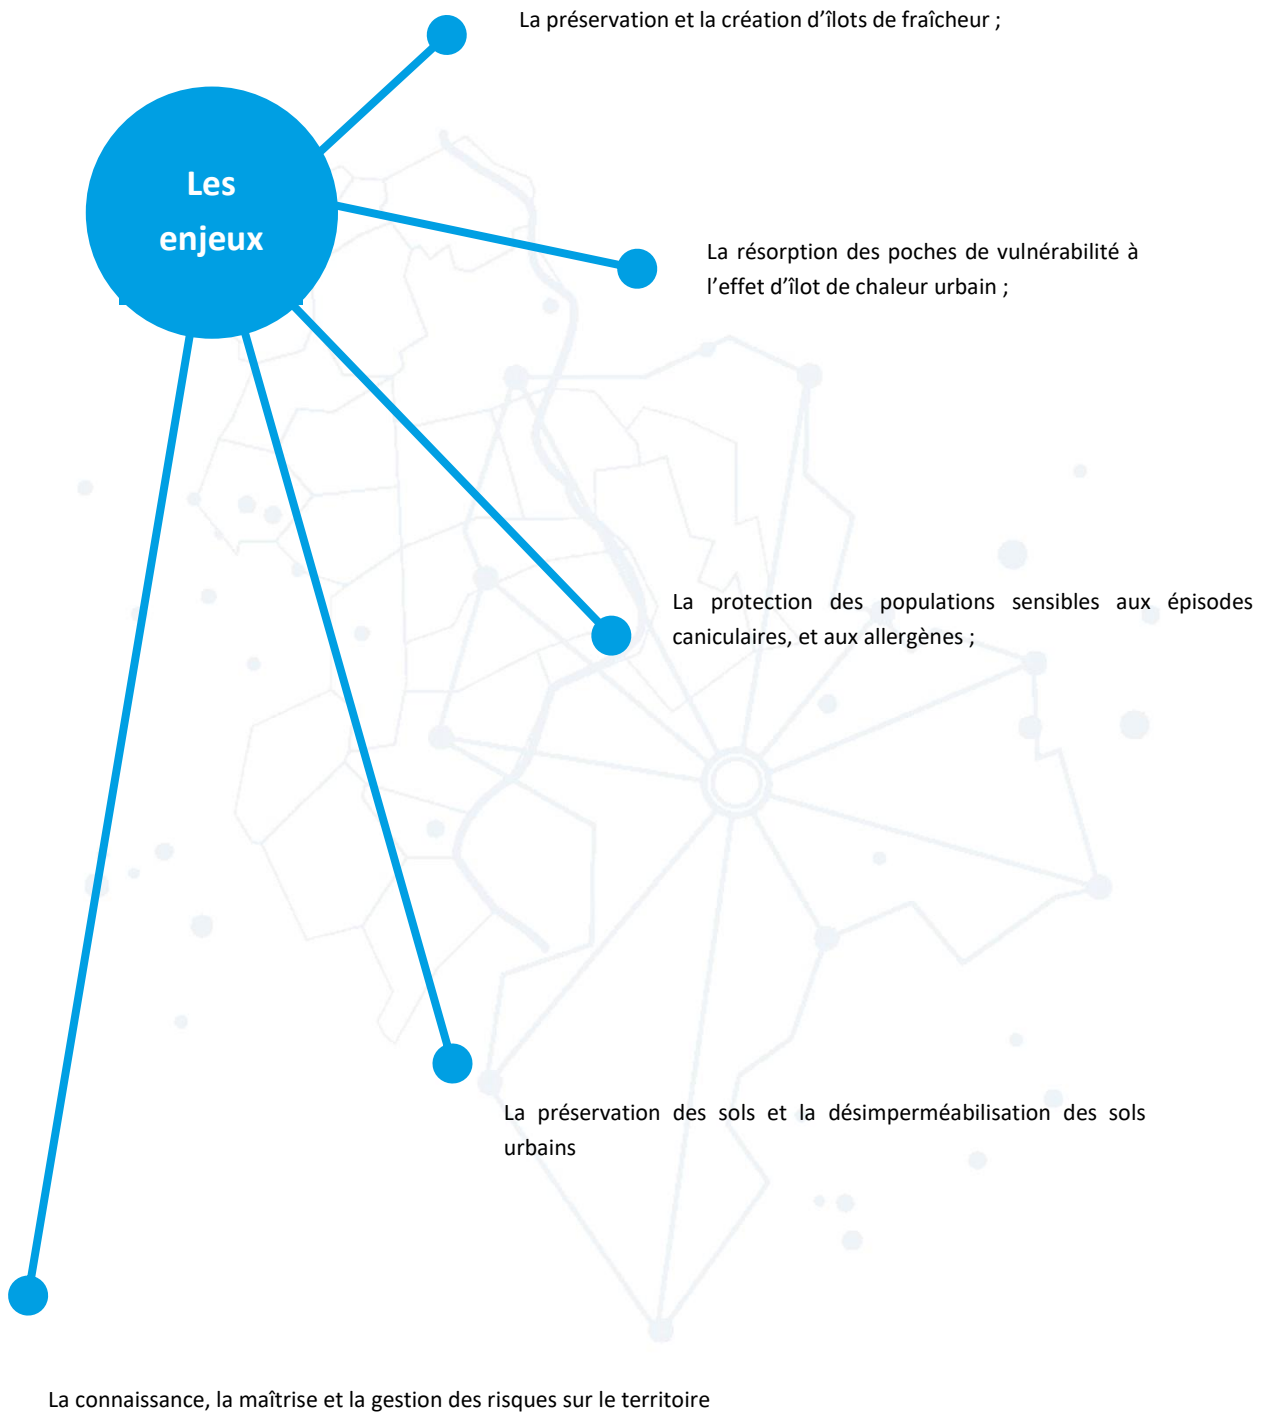 La préservation et la création d’îlots de fraîcheur ;
Les
enjeux
La résorption des poches de vulnérabilité à
l’effet d’îlot de chaleur urbain ;
La protection des populations sensibles aux épisodes
caniculaires, et aux allergènes ;
La préservation des sols et la désimperméabilisation des sols
urbains
La connaissance, la maîtrise et la gestion des risques sur le territoire